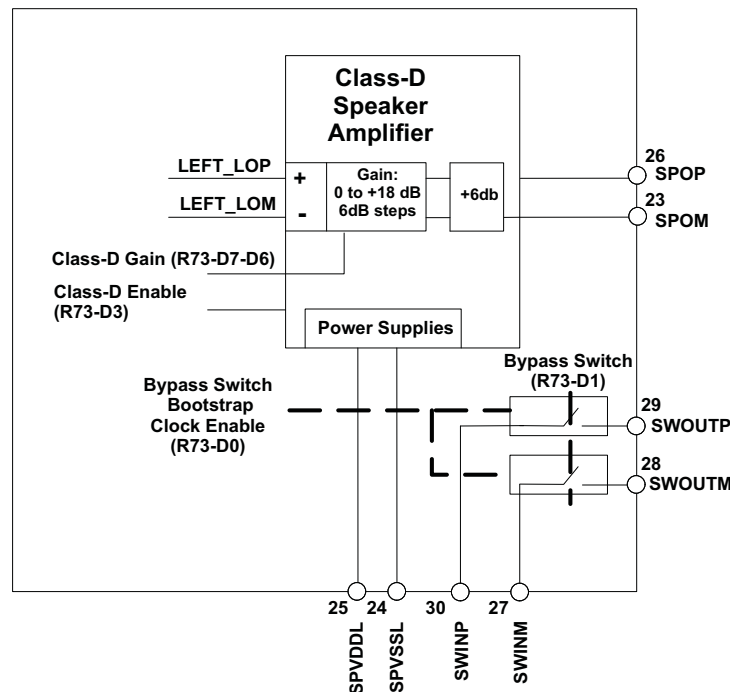 Class-D
Speaker
Amplifier
LEFT_LOP
LEFT_LOM
+
-
Gain:
0 to +18 dB
6dB steps
+6db
26
SPOP
23
SPOM
Class-D Gain (R73-D7-D6)
Class-D Enable
(R73-D3)
Power Supplies
Bypass Switch
(R73-D1)
Bypass Switch
Bootstrap
Clock Enable
(R73-D0)
29
SWOUTP
28
SWOUTM
25
24
30
27
SPVDDL
SPVSSL
SWINP
SWINM